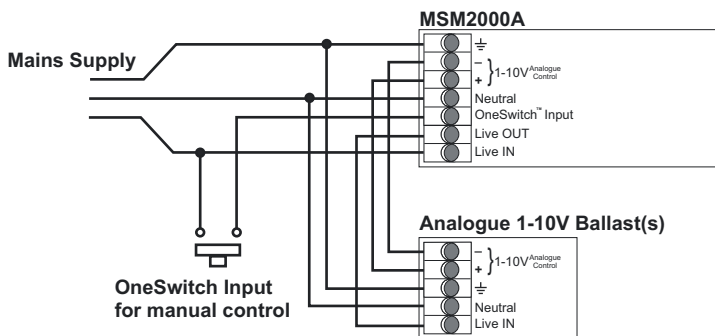 MSM2000A
Mains Supply
–
+
1-10V Analogue Control
Neutral
OneSwitch™ Input
Live OUT
Live IN
Analogue 1-10V Ballast(s)
–
+
1-10V Analogue Control
Neutral
Live IN
OneSwitch Input
for manual control